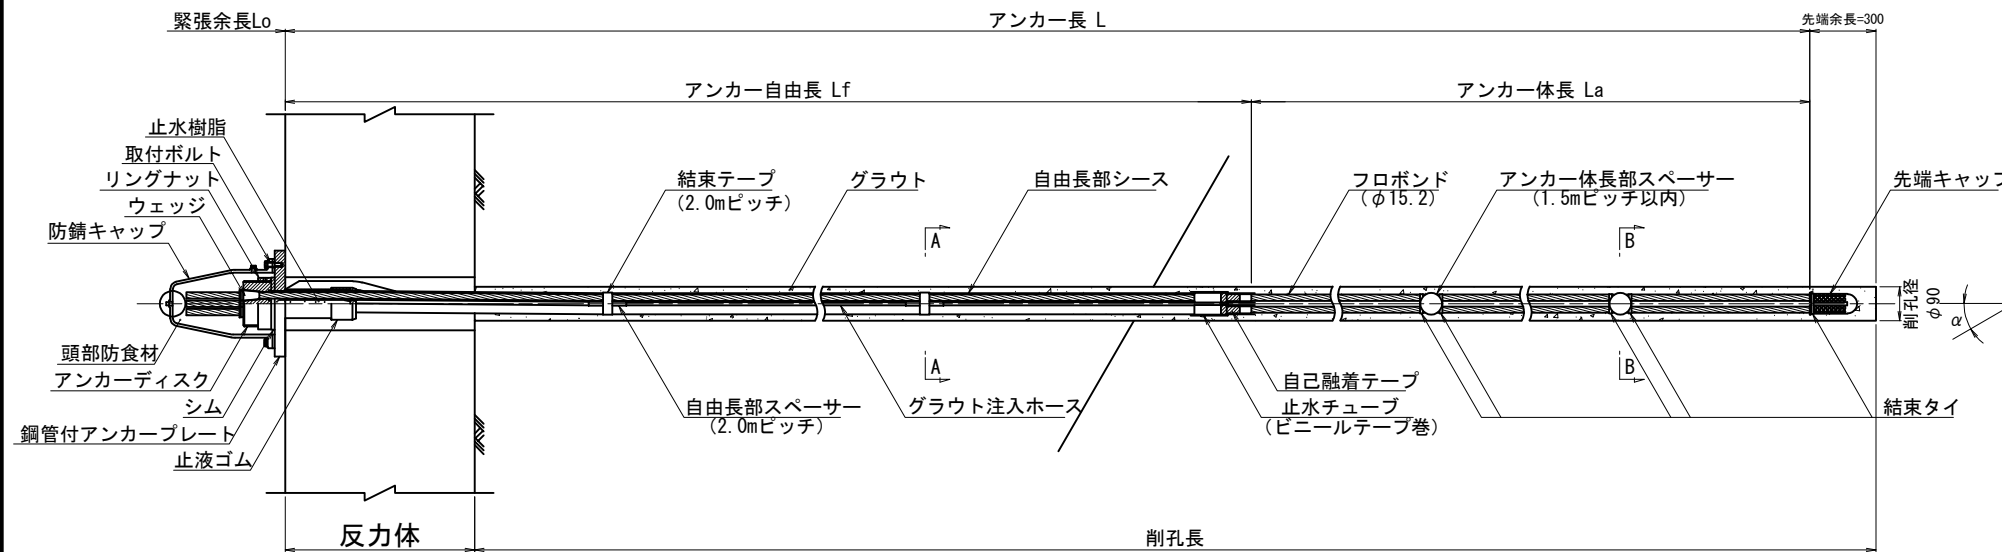 緊張余長Lo
アンカー長 L
先端余長=300
アンカー自由長 Lf
アンカー体長 La
止水樹脂
取付ボルト
リングナット
ウェッジ
防錆キャップ
結束テープ
(2.0mピッチ)
グラウト
自由長部シース
フロボンド
(φ15.2)
アンカー体長部スペーサー
(1.5mピッチ以内)
先端キャップ
A
B
削孔径
φ90
α
頭部防食材
アンカーディスク
シム
鋼管付アンカープレート
止液ゴム
自由長部スペーサー
(2.0mピッチ)
グラウト注入ホース
A
自己融着テープ
止水チューブ
(ビニールテープ巻)
B
結束タイ
反力体
削孔長